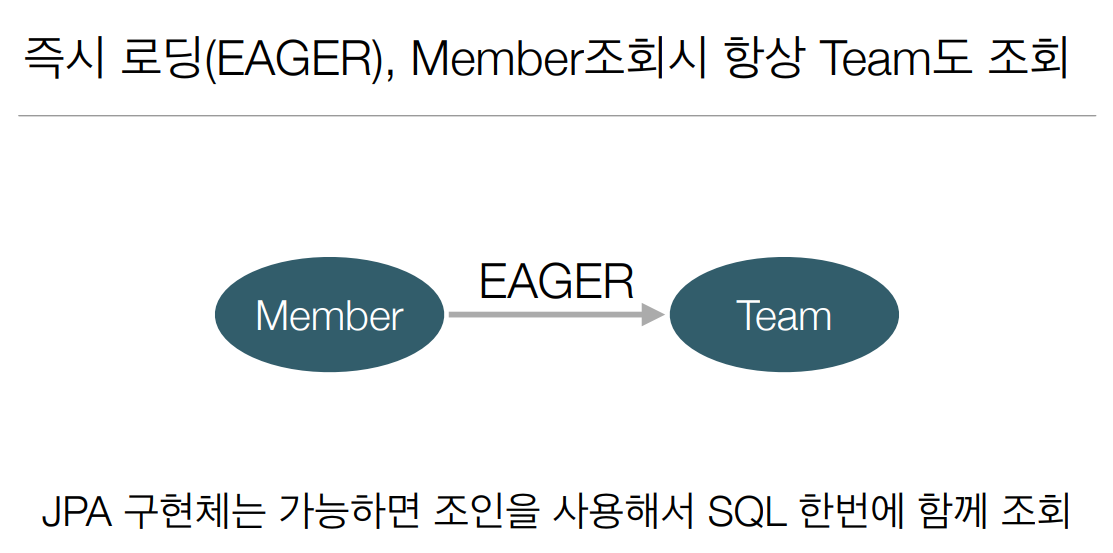 즉시 로딩(EAGER), Member조회시 항상 Team도 조회
EAGER
Member
Team
JPA 구현체는 가능하면 조인을 사용해서 SQL 한번에 함께 조회